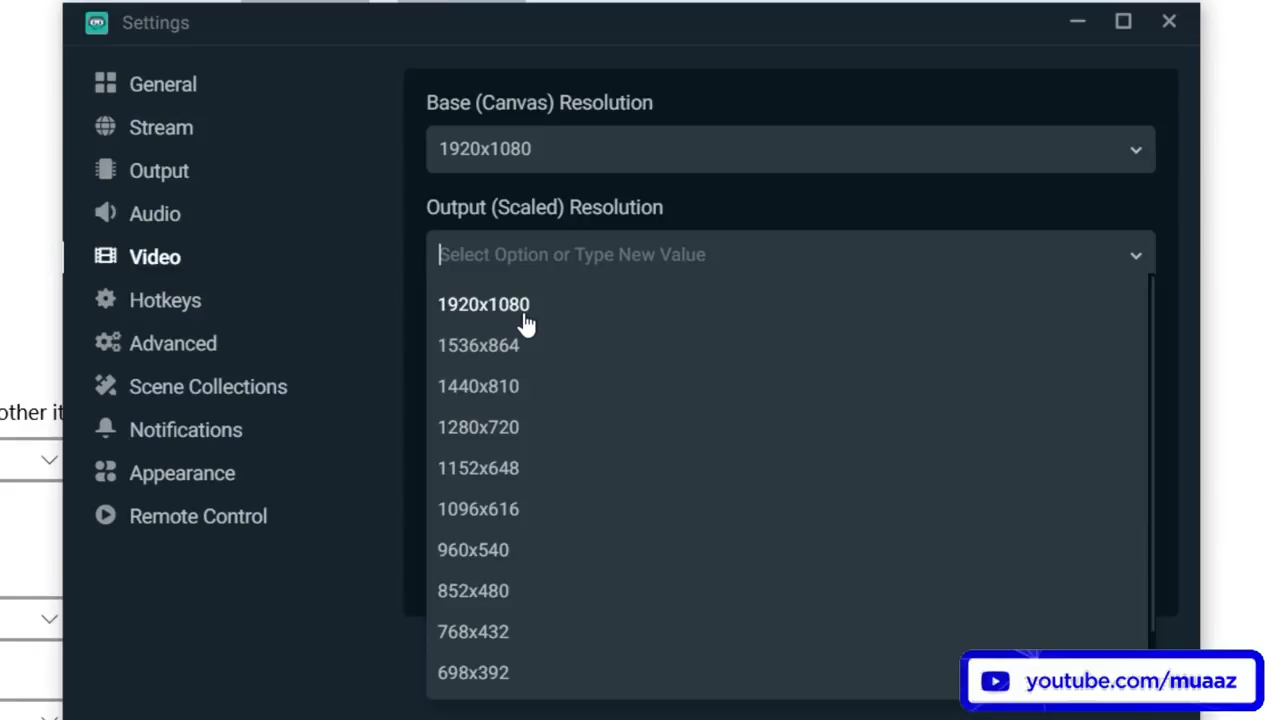 Settings
General
Stream
Output
Audio
Video
Hotkeys
Advanced
Scene Collections
Notifications
Appearance
Remote Control
Base (Canvas) Resolution
1920x1080
Output (Scaled) Resolution
Select Option or Type New Value
1920x1080
1536x864
1440x810
1280x720
1152x648
1096x616
960x540
852x480
768x432
698x392
other it
youtube.com/muaaz